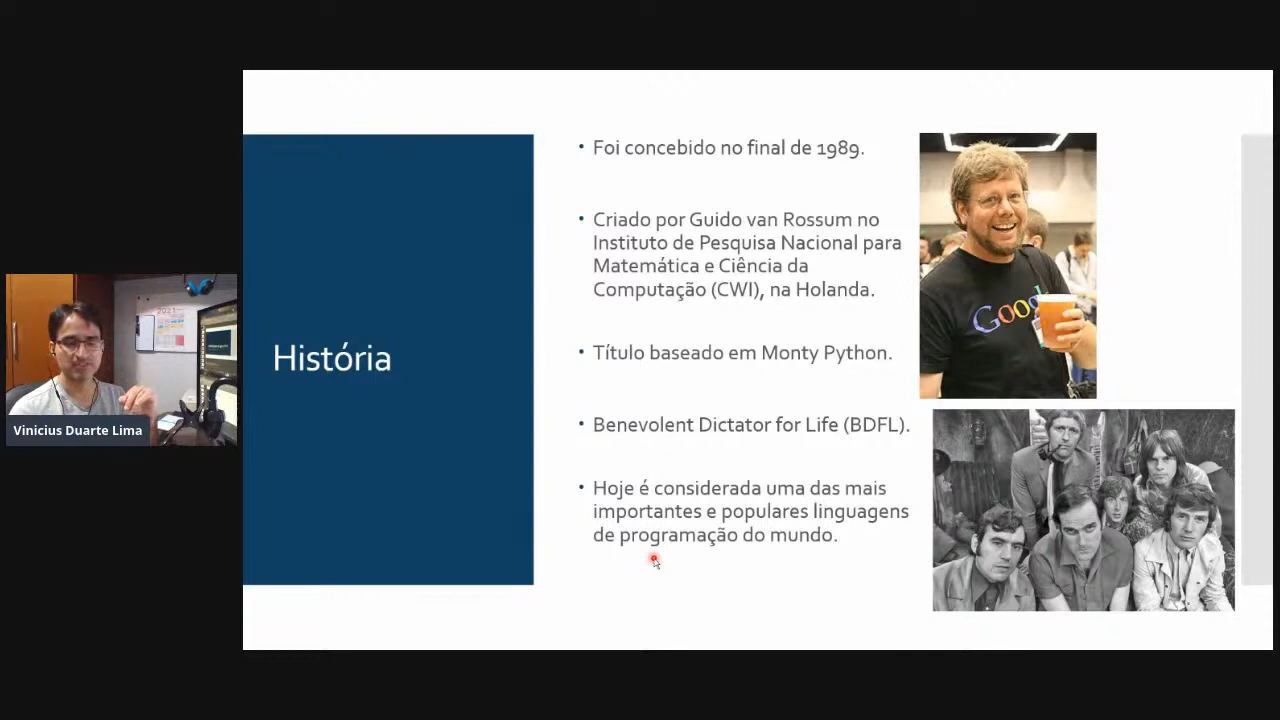 História
• Foi concebido no final de 1989.
• Criado por Guido van Rossum no
Instituto de Pesquisa Nacional para
Matemática e Ciência da
Computação (CWI), na Holanda.
• Título baseado em Monty Python.
• Benevolent Dictator for Life (BDFL).
• Hoje é considerada uma das mais
importantes e populares linguagens
de programação do mundo.
Goog
2021
Vinicius Duarte Lima